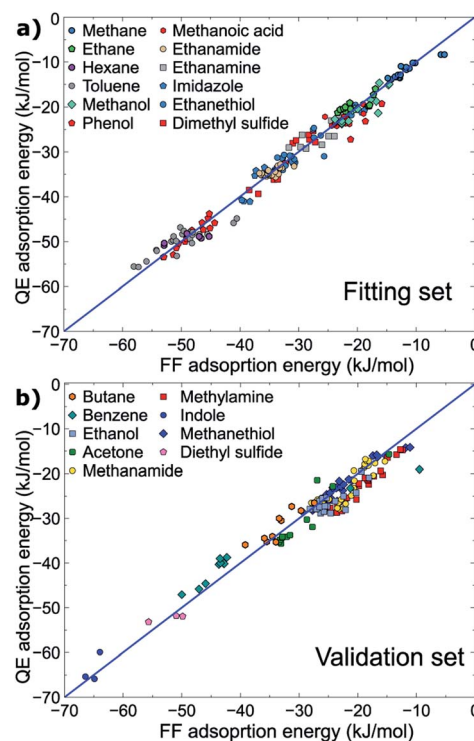 a)
Methane
Methanoic acid
Ethane
Ethanamide
Hexane
Ethanamine
Toluene
Imidazole
Methanol
Ethanethiol
Phenol
Dimethyl sulfide
QE adsorption energy (kJ/mol)
0
−10
−20
−30
−40
−50
−60
−70
Fitting set
−70 −60 −50 −40 −30 −20 −10 0
FF adsoprtion energy (kJ/mol)
b)
Butane
Methylamine
Benzene
Indole
Ethanol
Methanethiol
Acetone
Diethyl sulfide
Methanamide
QE adsorption energy (kJ/mol)
0
−10
−20
−30
−40
−50
−60
−70
Validation set
−70 −60 −50 −40 −30 −20 −10 0
FF adsorption energy (kJ/mol)